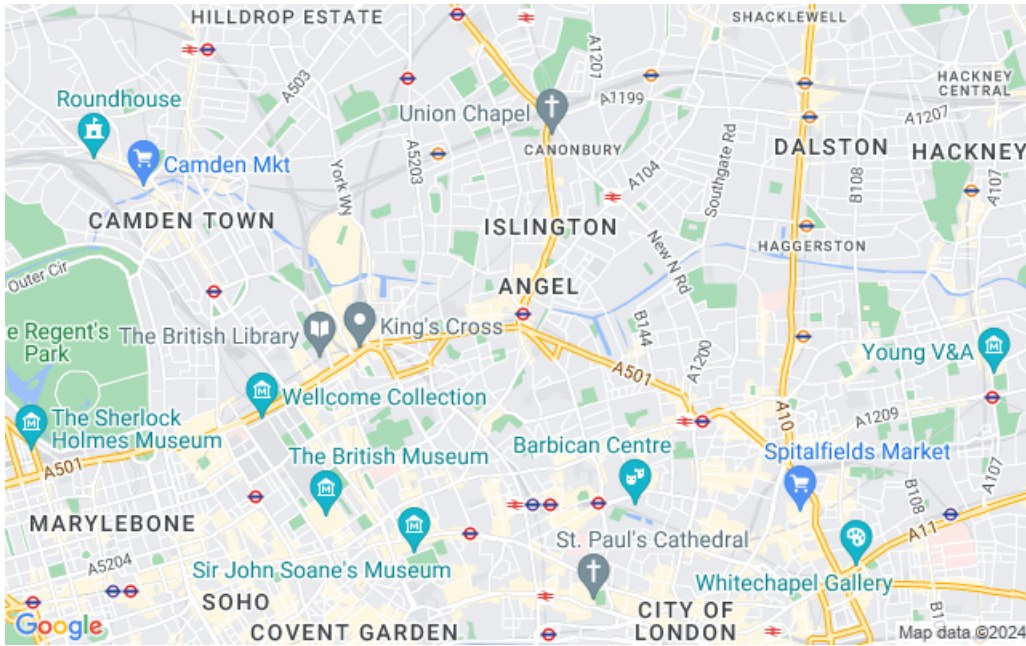 HILLDROP ESTATE
SHACKLEWELL
A1201
A503
HACKNEY
CENTRAL
Roundhouse
A1199
Union Chapel
A1207
A5203
CANONBURY
DALSTON
HACKNEY
Camden Mkt
York Wy
A104
Southgate Rd
B108
A107
CAMDEN TOWN
ISLINGTON
New N Rd
HAGGERSTON
Outer Cir
ANGEL
e Regent's
Park
The British Library
King's Cross
B144
A1200
Young V&A
A501
Wellcome Collection
A10
A1209
The Sherlock
Holmes Museum
A501
The British Museum
Barbican Centre
Spitalfields Market
A107
B108
MARYLEBONE
A11
St. Paul's Cathedral
A5204
Sir John Soane's Museum
Whitechapel Gallery
SOHO
CITY OF
LONDON
COVENT GARDEN
Google
Map data ©2024